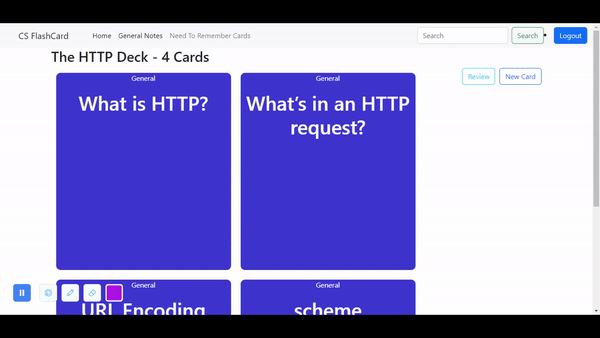 CS FlashCard Home General Notes Need To Remember Cards Search Search Logout
The HTTP Deck - 4 Cards
Review New Card
General
What is HTTP?
General
What's in an HTTP
request?
General
URL Encoding
General
scheme